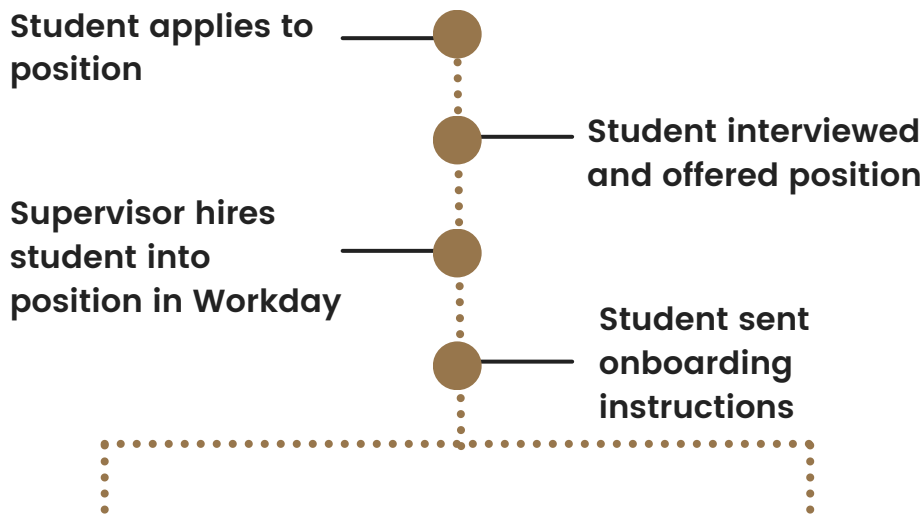 Student applies to
position
Student interviewed
and offered position
Supervisor hires
student into
position in Workday
Student sent
onboarding
instructions